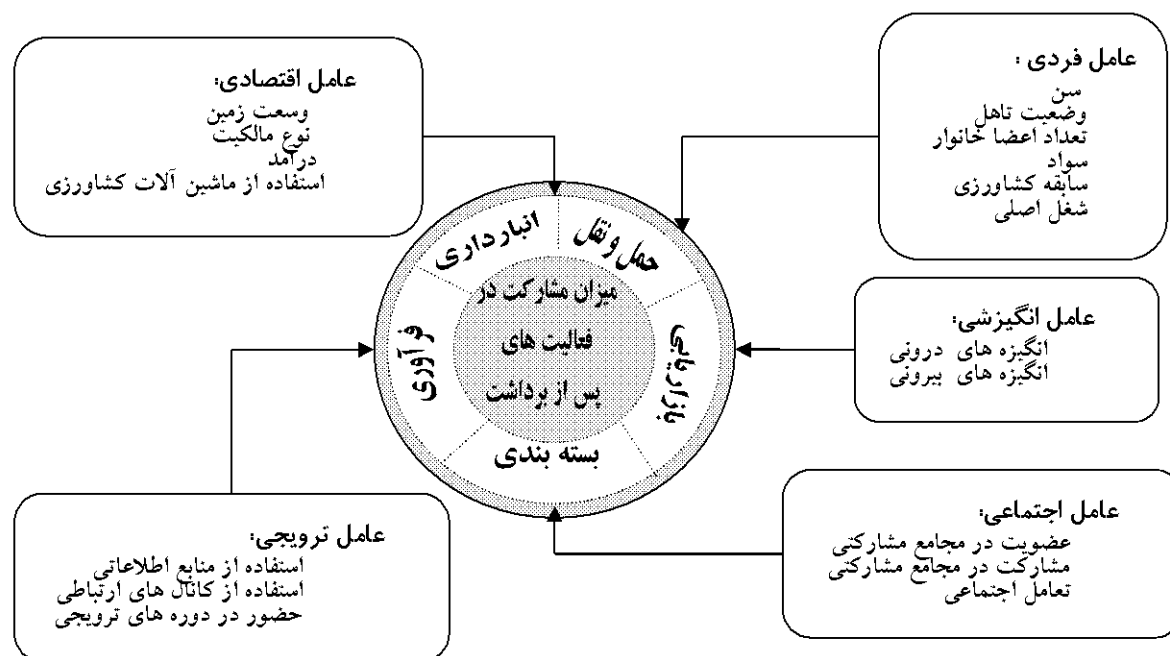 عامل فردی :
سن
وضعیت تاهل
تعداد اعضا خانوار
سواد
سابقه کشاورزی
شغل اصلی
عامل اقتصادی:
وسعت زمین
نوع مالکیت
درآمد
استفاده از ماشین آلات کشاورزی
حمل و نقل
انبارداری
میزان مشارکت در
فعالیت های
پس از برداشت
بازاریابی
فرآوری
بسته بندی
عامل انگیزشی:
انگیزه های درونی
انگیزه های بیرونی
عامل اجتماعی:
عضویت در مجامع مشارکتی
مشارکت در مجامع مشارکتی
تعامل اجتماعی
عامل ترویجی:
استفاده از منابع اطلاعاتی
استفاده از کانال های ارتباطی
حضور در دوره های ترویجی